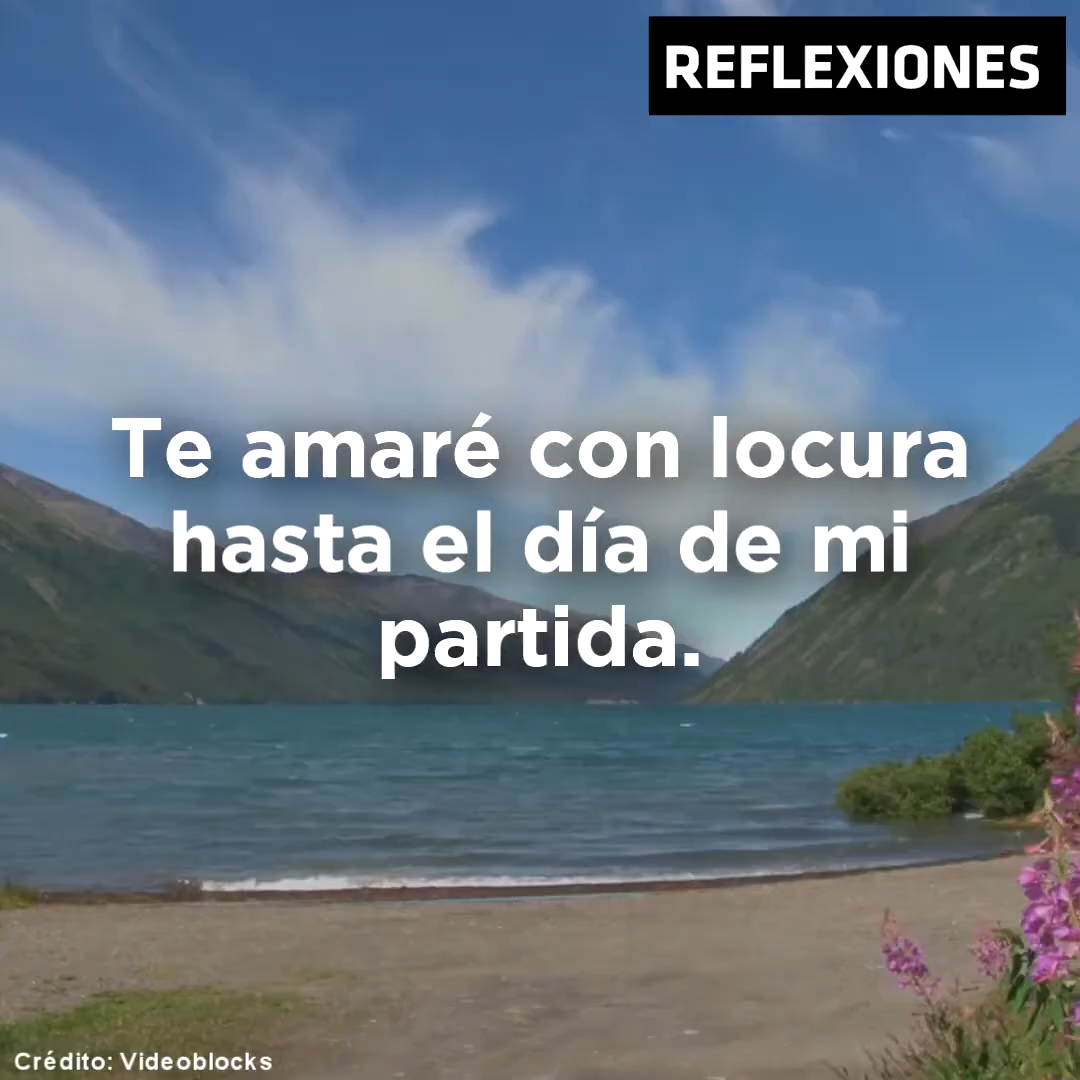 REFLEXIONES
Te amaré con locura
hasta el día de mi
partida.
Crédito: Videoblocks